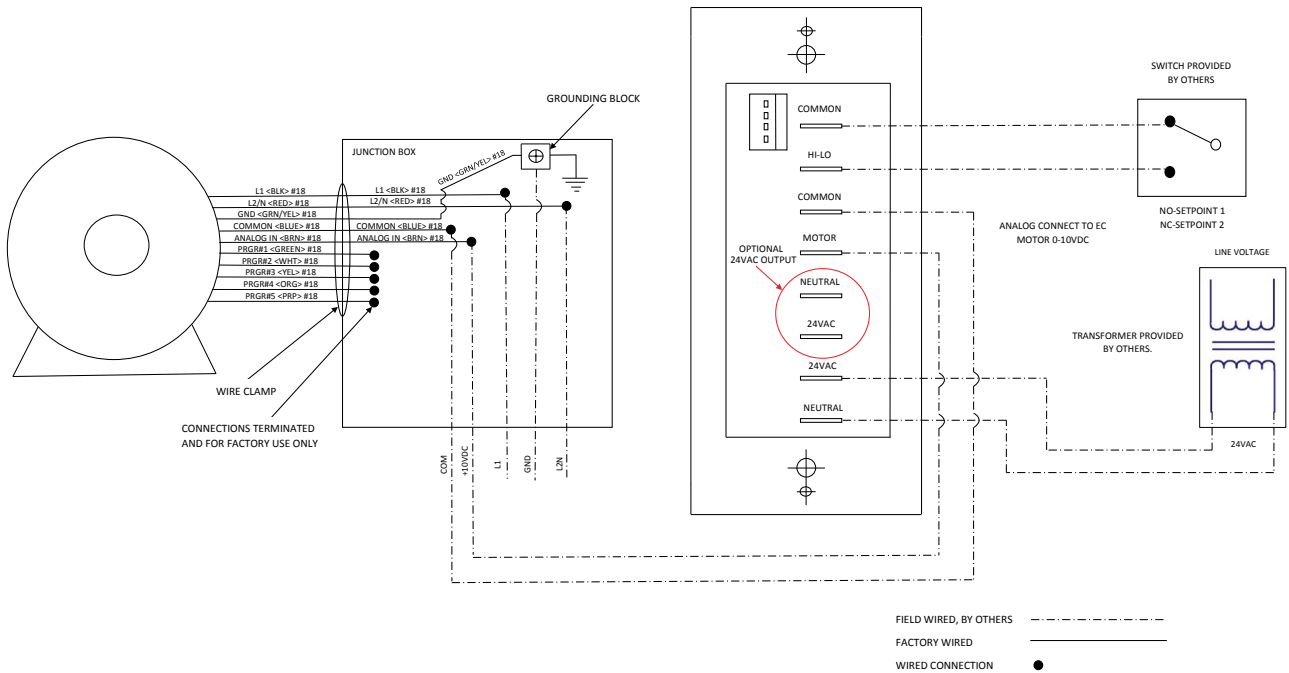 GROUNDING BLOCK
JUNCTION BOX
GND <GRN/YEL> #18
L1 <BLK> #18
L2/N <RED> #18
GND <GRN/YEL> #18
COMMON <BLUE> #18
ANALOG IN <BRN> #18
PRGR#1 <GREEN> #18
PRGR#2 <WHT> #18
PRGR#3 <YEL> #18
PRGR#4 <ORG> #18
PRGR#5 <PRP> #18
L1 <BLK> #18
L2/N <RED> #18
COMMON <BLUE> #18
ANALOG IN <BRN> #18
WIRE CLAMP
CONNECTIONS TERMINATED
AND FOR FACTORY USE ONLY
COM
+10VDC
L1
GND
L2N
COMMON
HI-LO
COMMON
MOTOR
NEUTRAL
24VAC
24VAC
NEUTRAL
OPTIONAL
24VAC OUTPUT
SWITCH PROVIDED
BY OTHERS
NO-SETPOINT 1
NC-SETPOINT 2
ANALOG CONNECT TO EC
MOTOR 0-10VDC
LINE VOLTAGE
TRANSFORMER PROVIDED
BY OTHERS.
24VAC
FIELD WIRED, BY OTHERS
FACTORY WIRED
WIRED CONNECTION